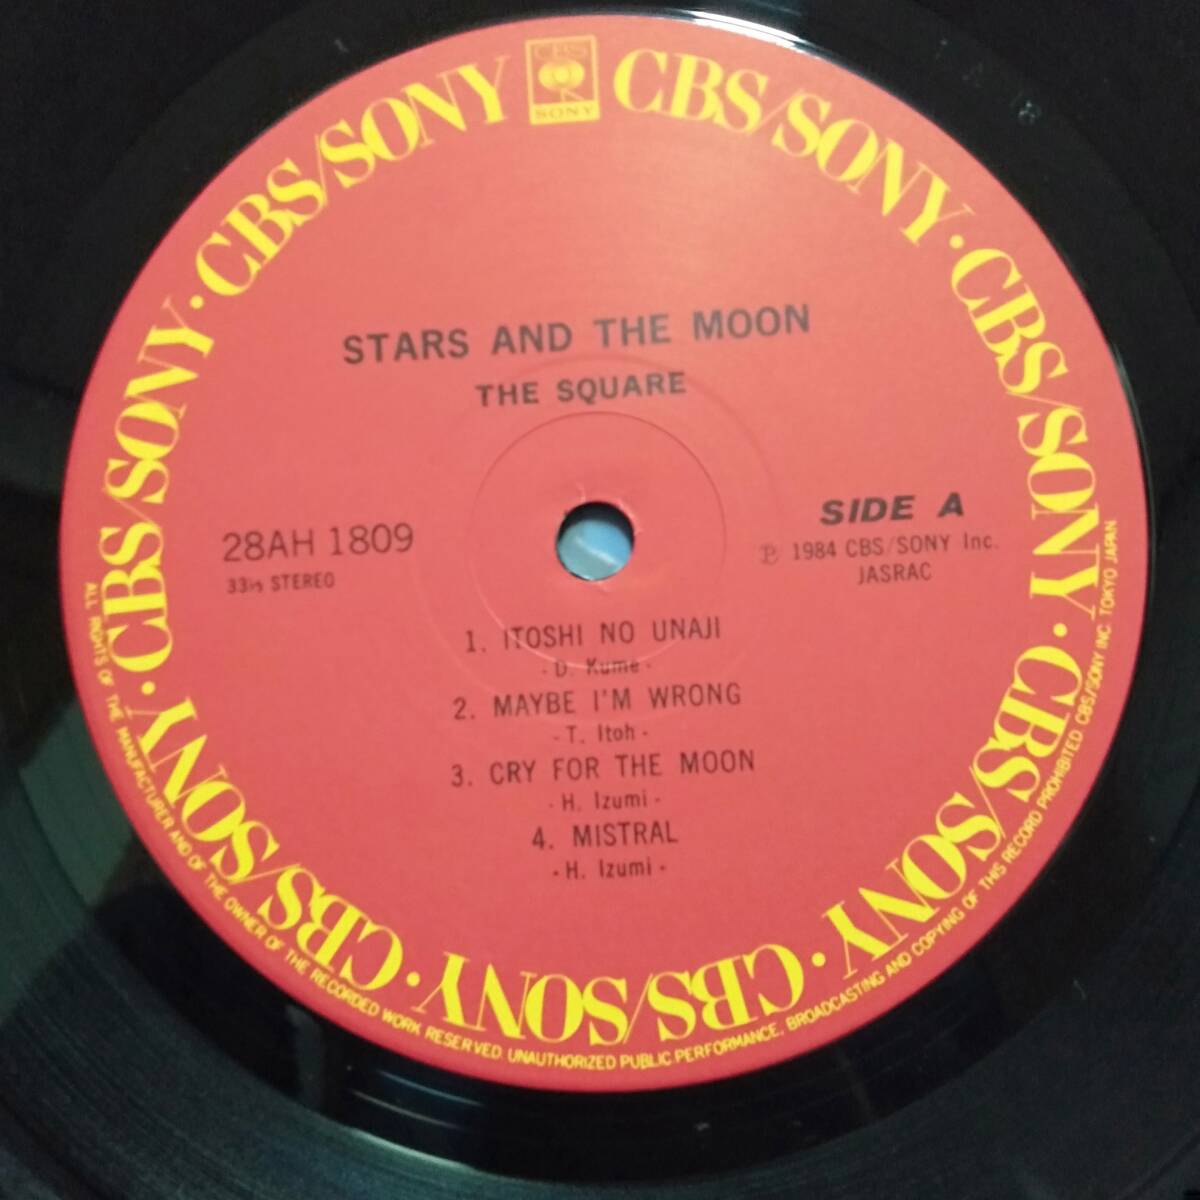 CBS/SONY · CBS/SONY · CBS/SONY · CBS/SONY · CBS/SONY · CBS/SONY · CBS/SONY · CBS/SONY
CBS
SONY
STARS AND THE MOON
THE SQUARE
SIDE A
28AH 1809
33⅓ STEREO
℗ 1984 CBS/SONY Inc.
JASRAC
1. ITOSHI NO UNAJI
- D. Kume -
2. MAYBE I'M WRONG
- T. Itoh -
3. CRY FOR THE MOON
- H. Izumi -
4. MISTRAL
- H. Izumi -
ALL RIGHTS OF THE MANUFACTURER AND OF THE OWNER OF THE RECORDED WORK RESERVED. UNAUTHORIZED PUBLIC PERFORMANCE, BROADCASTING AND COPYING OF THIS RECORD PROHIBITED CBS/SONY INC. TOKYO JAPAN